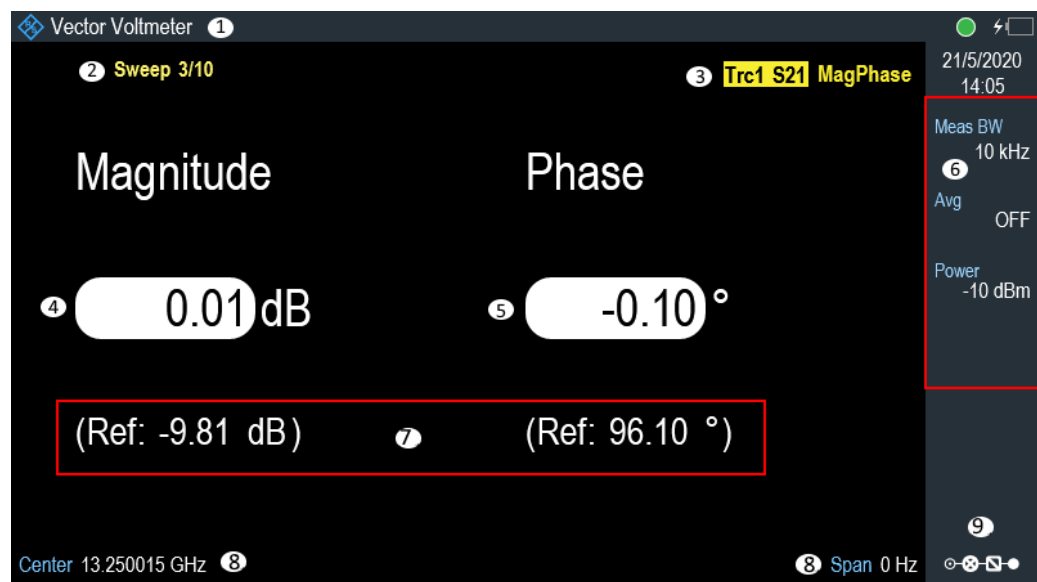 Vector Voltmeter 1
2 Sweep 3/10
3 Trc1 S21 MagPhase
21/5/2020
14:05
Meas BW
10 kHz
6
Avg
OFF
Power
-10 dBm
Magnitude Phase
4 0.01 dB 5 -0.10 °
(Ref: -9.81 dB) 7 (Ref: 96.10 °)
9
Center 13.250015 GHz 8 8 Span 0 Hz